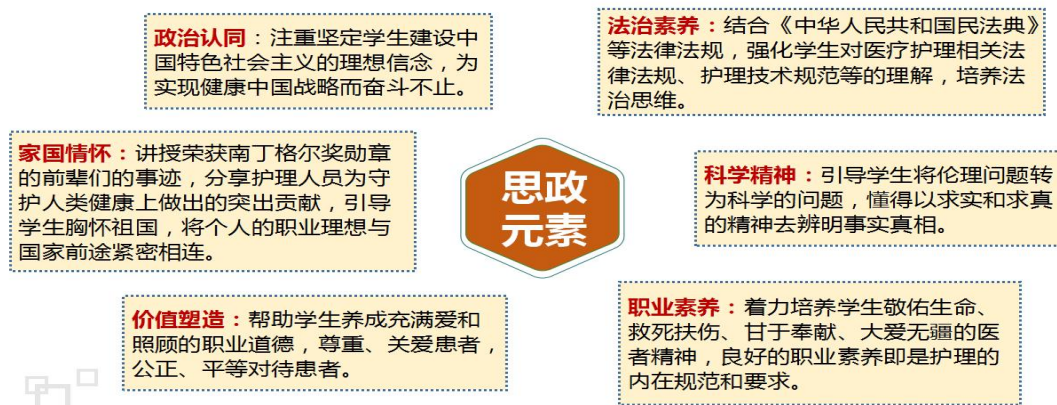 政治认同：注重坚定学生建设中
国特色社会主义的理想信念，为
实现健康中国战略而奋斗不止。
法治素养：结合《中华人民共和国民法典》
等法律法规，强化学生对医疗护理相关法
律法规、护理技术规范等的理解，培养法
治思维。
家国情怀：讲授荣获南丁格尔奖勋章
的前辈们的事迹，分享护理人员为守
护人类健康上做出的突出贡献，引导
学生胸怀祖国，将个人的职业理想与
国家前途紧密相连。
思政
元素
科学精神：引导学生将伦理问题转
为科学的问题，懂得以求实和求真
的精神去辨明事实真相。
价值塑造：帮助学生养成充满爱和
照顾的职业道德，尊重、关爱患者，
公正、平等对待患者。
职业素养：着力培养学生敬佑生命、
救死扶伤、甘于奉献、大爱无疆的医
者精神，良好的职业素养即是护理的
内在规范和要求。